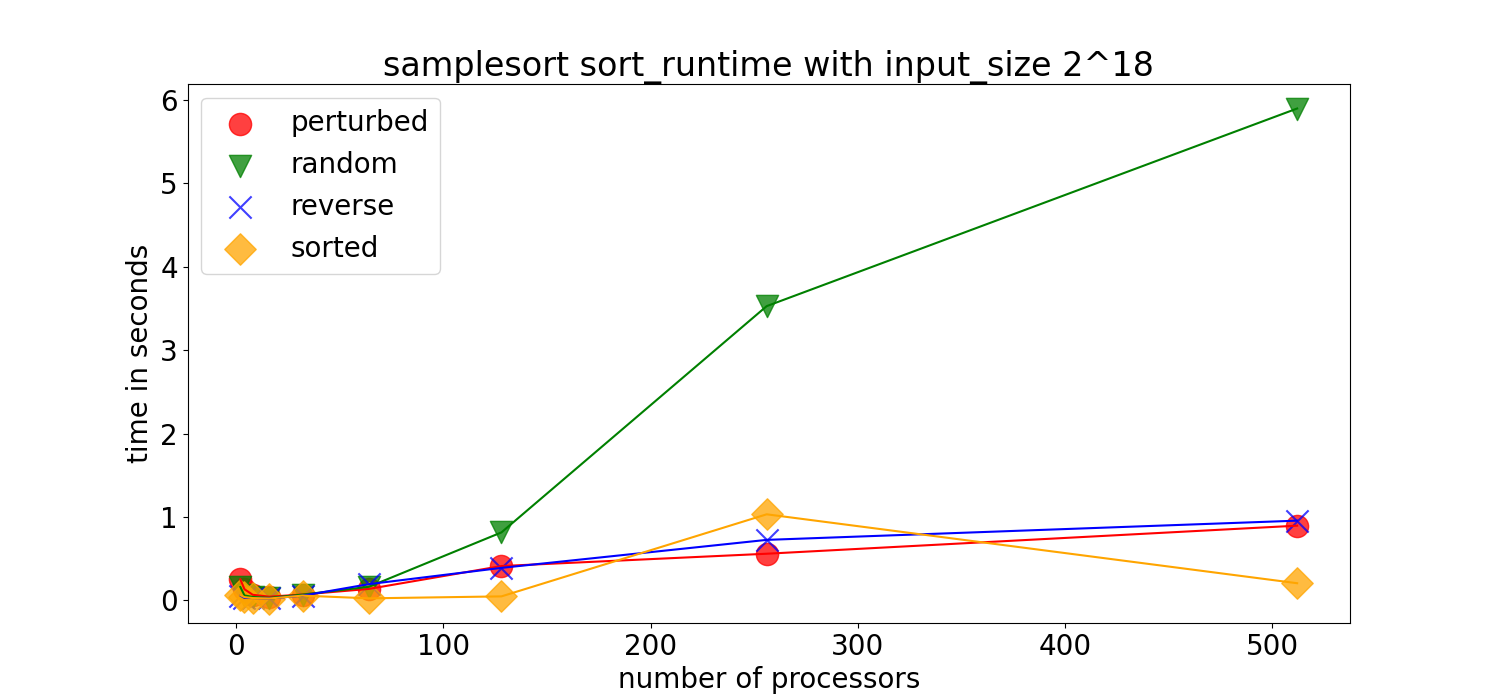 samplesort sort_runtime with input_size 2^18
perturbed
random
reverse
sorted
6
5
4
3
2
1
0
time in seconds
0 100 200 300 400 500
number of processors